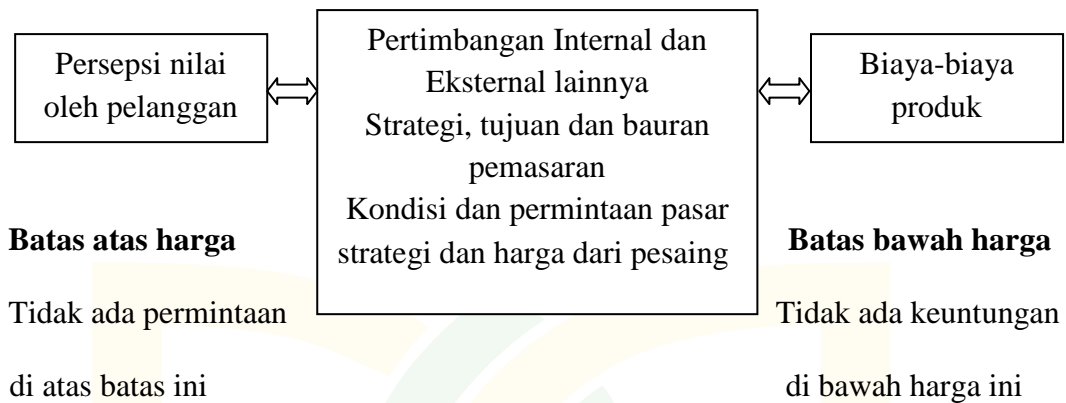 Persepsi nilai
oleh pelanggan
Pertimbangan Internal dan
Eksternal lainnya
Strategi, tujuan dan bauran
pemasaran
Kondisi dan permintaan pasar
strategi dan harga dari pesaing
Biaya-biaya
produk
Batas atas harga
Tidak ada permintaan
di atas batas ini
Batas bawah harga
Tidak ada keuntungan
di bawah harga ini